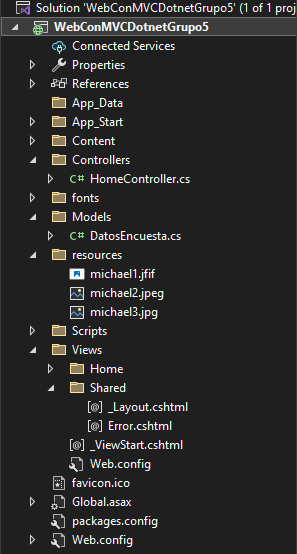 Solution 'WebConMVCDotnetGrupo5' (1 of 1 proj
WebConMVCDotnetGrupo5
Connected Services
Properties
References
App_Data
App_Start
Content
Controllers
C# HomeController.cs
fonts
Models
C# DatosEncuesta.cs
resources
michael1.jfif
michael2.jpeg
michael3.jpg
Scripts
Views
Home
Shared
[@] _Layout.cshtml
[@] Error.cshtml
[@] _ViewStart.cshtml
Web.config
favicon.ico
Global.asax
packages.config
Web.config